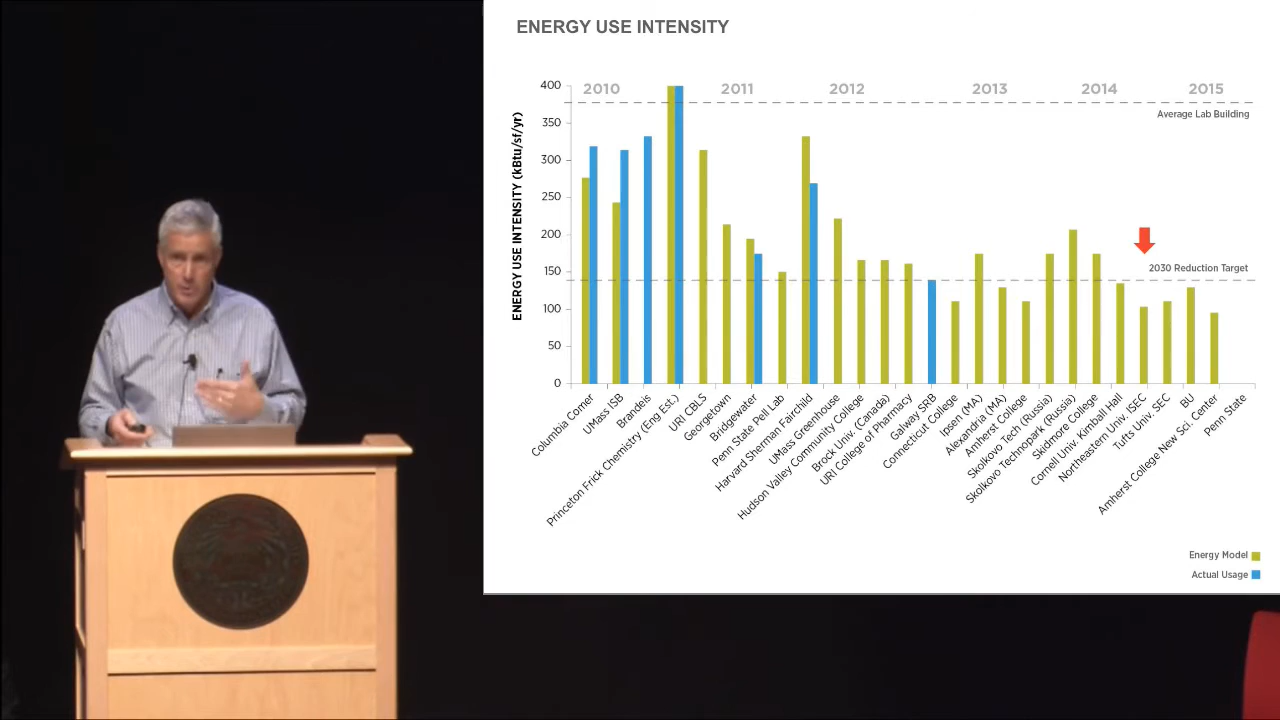 ENERGY USE INTENSITY
2010 2011 2012 2013 2014 2015
Average Lab Building
2030 Reduction Target
ENERGY USE INTENSITY (kBtu/sf/yr)
400
350
300
250
200
150
100
50
0
Columbia Corner
UMass ISB
Brandeis
Princeton Frick Chemistry (Eng Est.)
URI CBLS
Georgetown
Bridgewater
Penn State Pell Lab
Harvard Sherman Fairchild
UMass Greenhouse
Hudson Valley Community College
Brock Univ. (Canada)
URI College of Pharmacy
Galway SRB
Connecticut College
Ipsen (MA)
Alexandria (MA)
Amherst College
Skolkovo Tech (Russia)
Skolkovo Technopark (Russia)
Skidmore College
Cornell Univ. Kimball Hall
Northeastern Univ. ISEC
Tufts Univ. SEC
BU
Amherst College New Sci. Center
Penn State
Energy Model
Actual Usage